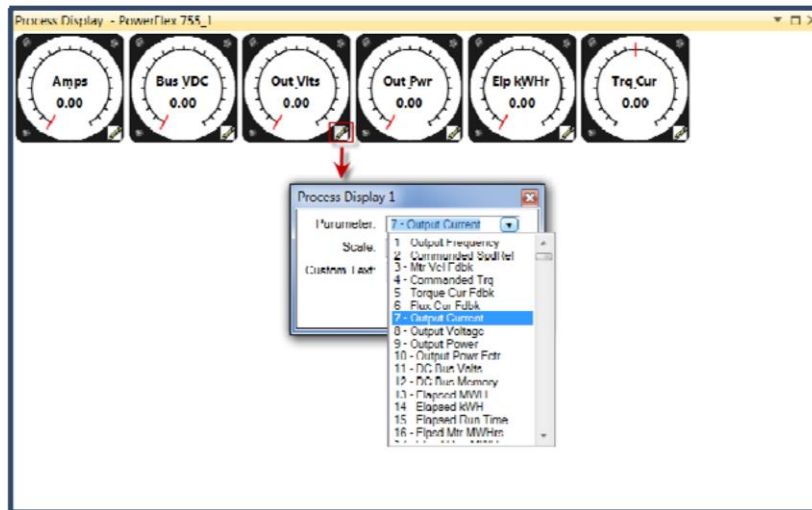 Process Display - PowerFlex 755_1
Amps
0.00
Bus VDC
0.00
Out Vlts
0.00
Out Pwr
0.00
Elp kWHr
0.00
Trq Cur
0.00
Process Display 1
Parameter: 7 - Output Current
Scale:
Custom Text:
1 Output Frequency
2 Commanded SpdRef
3 - Mtr Vel Fdbk
4 - Commanded Trq
5 Torque Cur Fdbk
6 Flux Cur Fdbk
7 - Output Current
8 - Output Voltage
9 - Output Power
10 - Output Powr Fctr
11 - DC Bus Volts
12 - DC Bus Memory
13 - Elapsed MWH
14 Elapsed kWH
15 Elapsed Run Time
16 - Elpsd Mtr MWHrs